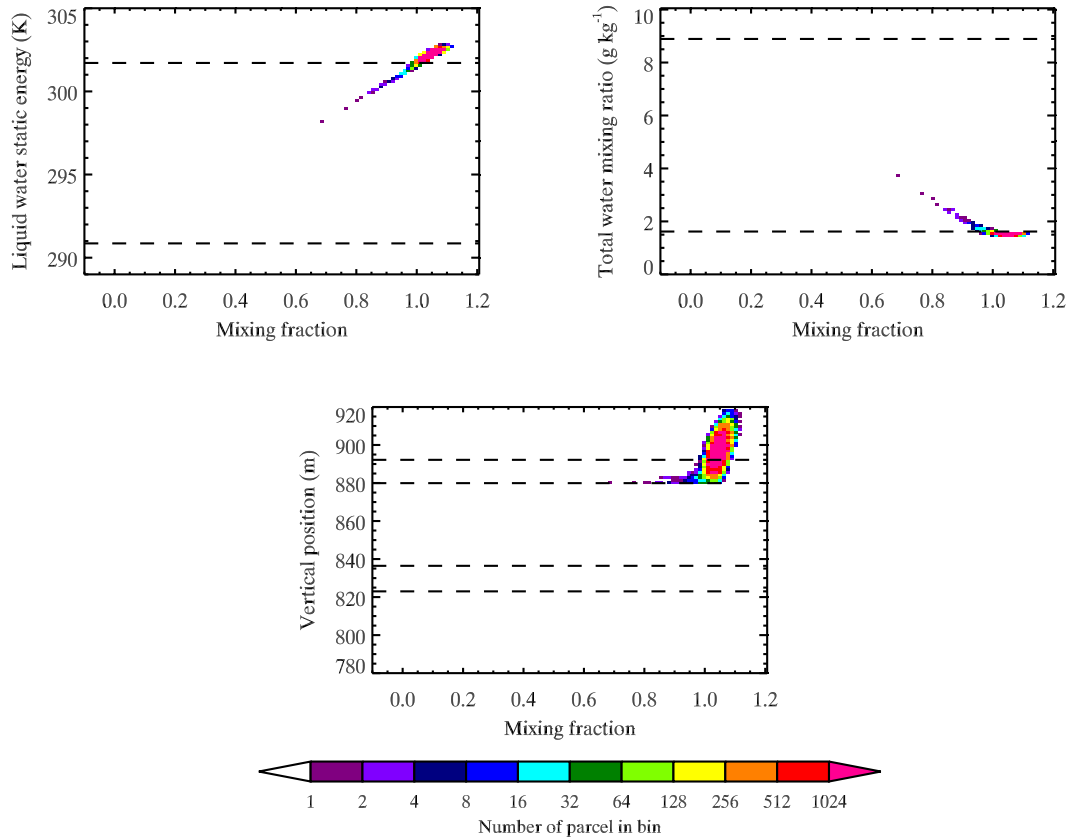 Liquid water static energy (K)
305
300
295
290
0.0 0.2 0.4 0.6 0.8 1.0 1.2
Mixing fraction
Total water mixing ratio (g kg⁻¹)
10
8
6
4
2
0
0.0 0.2 0.4 0.6 0.8 1.0 1.2
Mixing fraction
Vertical position (m)
920
900
880
860
840
820
800
780
0.0 0.2 0.4 0.6 0.8 1.0 1.2
Mixing fraction
1 2 4 8 16 32 64 128 256 512 1024
Number of parcel in bin